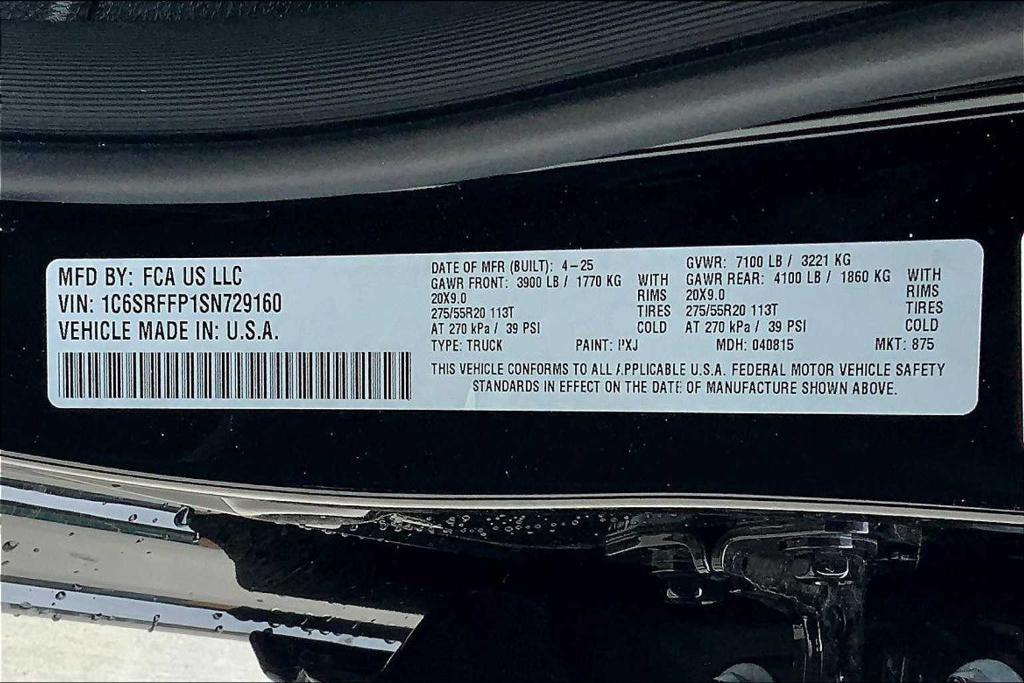 MFD BY: FCA US LLC
VIN: 1C6SRFFP1SN729160
VEHICLE MADE IN: U.S.A.
DATE OF MFR (BUILT): 4-25
GAWR FRONT: 3900 LB / 1770 KG WITH
20X9.0 RIMS
275/55R20 113T TIRES
AT 270 kPa / 39 PSI COLD
GVWR: 7100 LB / 3221 KG
GAWR REAR: 4100 LB / 1860 KG WITH
20X9.0 RIMS
275/55R20 113T TIRES
AT 270 kPa / 39 PSI COLD
TYPE: TRUCK PAINT: PXJ MDH: 040815 MKT: 875
THIS VEHICLE CONFORMS TO ALL APPLICABLE U.S.A. FEDERAL MOTOR VEHICLE SAFETY
STANDARDS IN EFFECT ON THE DATE OF MANUFACTURE SHOWN ABOVE.